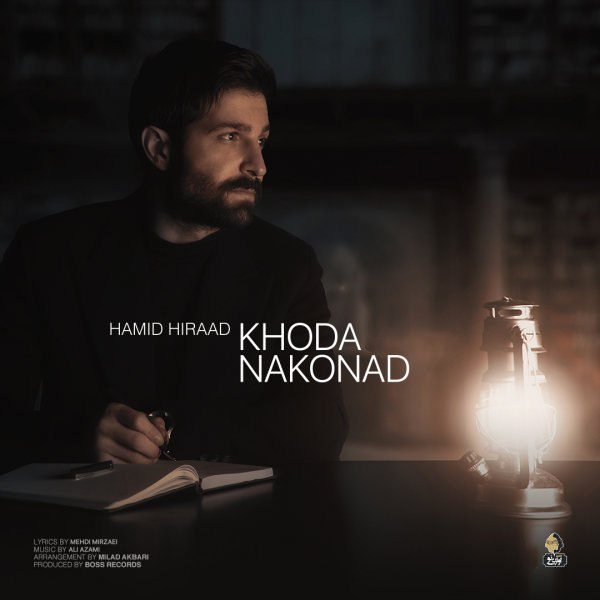 HAMID HIRAAD KHODA
NAKONAD
LYRICS BY MEHDI MIRZAEI
MUSIC BY ALI AZAMI
ARRANGEMENT BY MILAD AKBARI
PRODUCED BY BOSS RECORDS